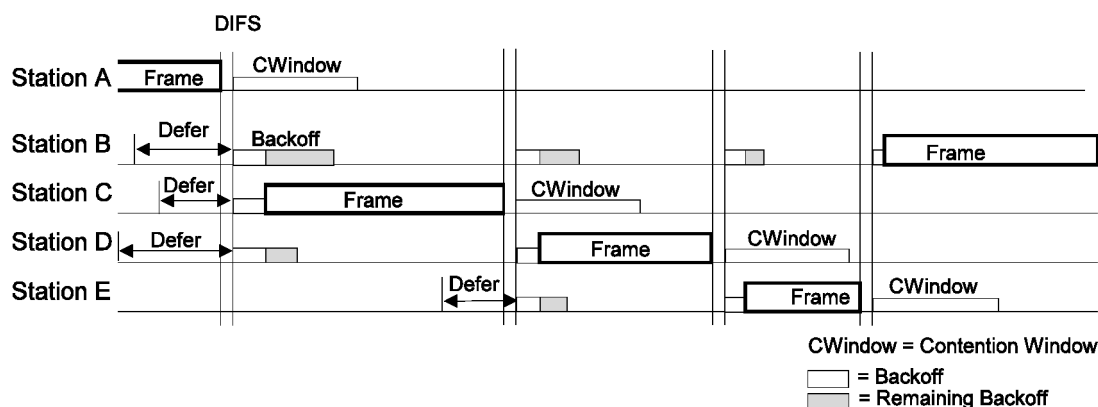 DIFS
Station A
Frame
CWindow
Station B
Defer
Backoff
Frame
Station C
Defer
Frame
CWindow
Station D
Defer
Frame
CWindow
Station E
Defer
Frame
CWindow
CWindow = Contention Window
= Backoff
= Remaining Backoff